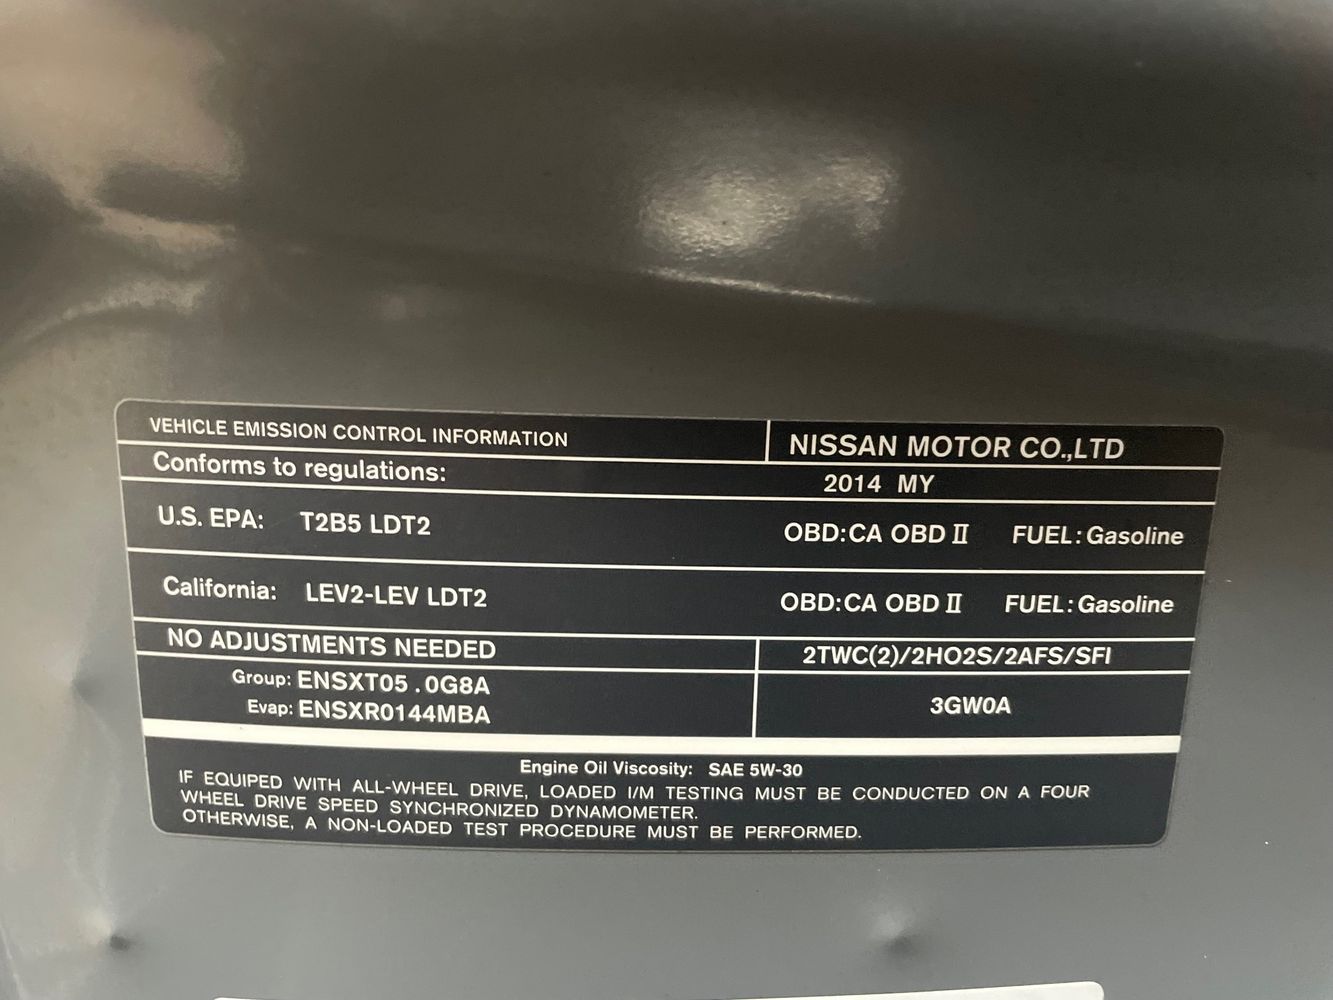 VEHICLE EMISSION CONTROL INFORMATION
NISSAN MOTOR CO.,LTD
Conforms to regulations:
2014 MY
U.S. EPA: T2B5 LDT2
OBD:CA OBD II FUEL:Gasoline
California: LEV2-LEV LDT2
OBD:CA OBD II FUEL:Gasoline
NO ADJUSTMENTS NEEDED
2TWC(2)/2HO2S/2AFS/SFI
Group: ENSXT05.0G8A
Evap: ENSXR0144MBA
3GW0A
Engine Oil Viscosity: SAE 5W-30
IF EQUIPED WITH ALL-WHEEL DRIVE, LOADED I/M TESTING MUST BE CONDUCTED ON A FOUR
WHEEL DRIVE SPEED SYNCHRONIZED DYNAMOMETER.
OTHERWISE, A NON-LOADED TEST PROCEDURE MUST BE PERFORMED.